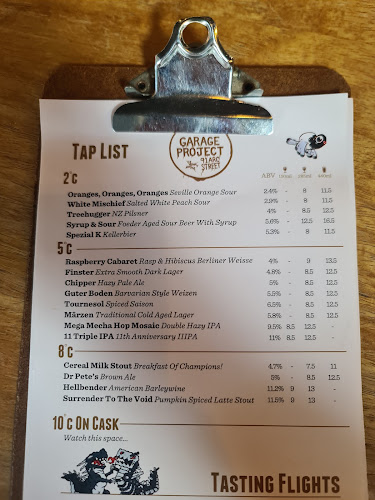 GARAGE
PROJECT
91 ARO
STREET
TAP LIST
2°C
ABV
Oranges, Oranges, Oranges Seville Orange Sour 2.4% - 8 11.5
White Mischief Salted White Peach Sour 2.9% - 8 11.5
Treehugger NZ Pilsner 4% - 8.5 12.5
Syrup & Sour Foeder Aged Sour Beer With Syrup 5.6% - 12.5 16.5
Spezial K Kellerbier 5.3% - 8 11.5
5°C
Raspberry Cabaret Rasp & Hibiscus Berliner Weisse 4% - 9 13.5
Finster Extra Smooth Dark Lager 4.8% - 8.5 12.5
Chipper Hazy Pale Ale 5% - 8.5 12.5
Guter Boden Barvarian Style Weizen 5.5% - 8.5 12.5
Tournesol Spiced Saison 6.5% - 8.5 12.5
Märzen Traditional Cold Aged Lager 5.8% - 8.5 12.5
Mega Mecha Hop Mosaic Double Hazy IPA 9.5% 8.5 12.5 -
11 Triple IPA 11th Anniversary IIIPA 11% 8.5 12.5 -
8°C
Cereal Milk Stout Breakfast Of Champions! 4.7% - 7.5 11
Dr Pete's Brown Ale 5% - 8.5 12.5
Hellbender American Barleywine 11.2% 9 13 -
Surrender To The Void Pumpkin Spiced Latte Stout 11.5% 9 13 -
10°C ON CASK
Watch this space...
TASTING FLIGHTS